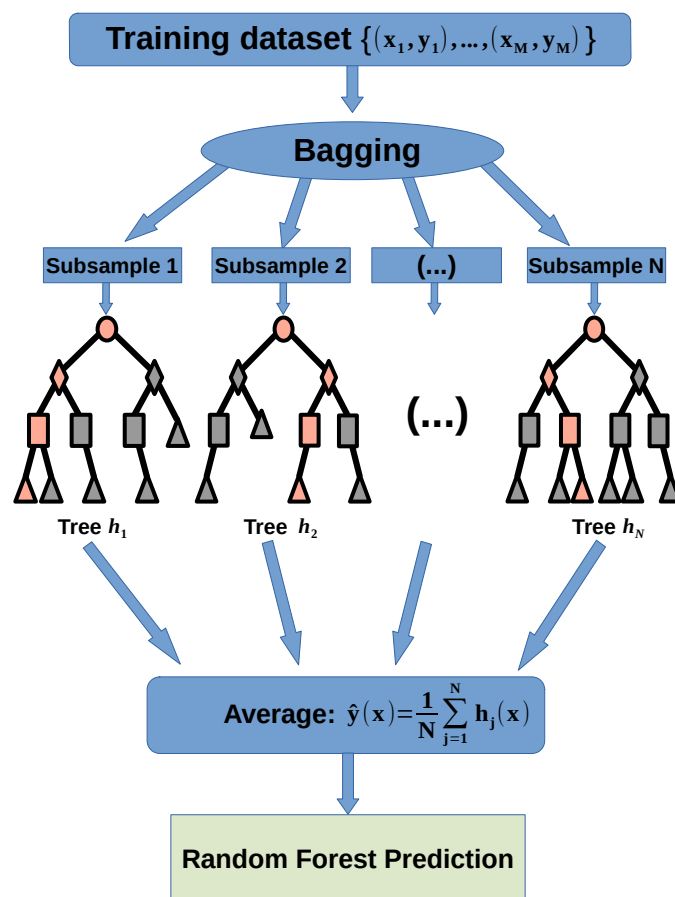 Training dataset {(x₁, y₁), ..., (x_M, y_M)}
Bagging
Subsample 1
Subsample 2
(...)
Subsample N
(...)
Tree h₁
Tree h₂
Tree h_N
Average: ŷ(x)=1/N ∑_{j=1}^{N} h_j(x)
Random Forest Prediction